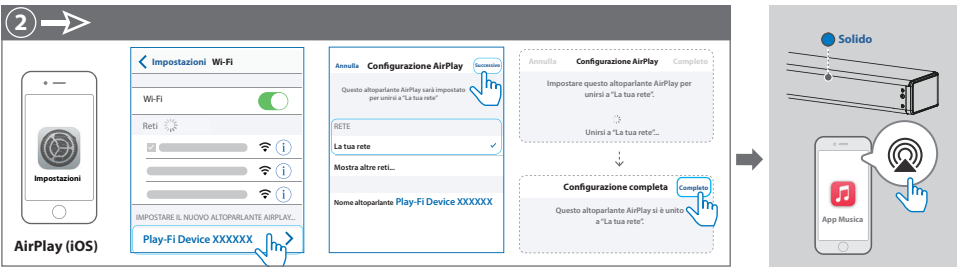 2
Impostazioni
AirPlay (iOS)
Impostazioni Wi-Fi
Wi-Fi
Reti
IMPOSTARE IL NUOVO ALTOPARLANTE AIRPLAY...
Play-Fi Device XXXXXX
Annulla Configurazione AirPlay Successivo
Questo altoparlante AirPlay sarà impostato
per unirsi a "La tua rete"
RETE
La tua rete
Mostra altre reti...
Nome altoparlante Play-Fi Device XXXXXX
Annulla Configurazione AirPlay Completo
Impostare questo altoparlante AirPlay per
unirsi a "La tua rete".
Unirsi a "La tua rete"...
Configurazione completa Completo
Questo altoparlante AirPlay si è unito
a "La tua rete".
Solido
App Musica